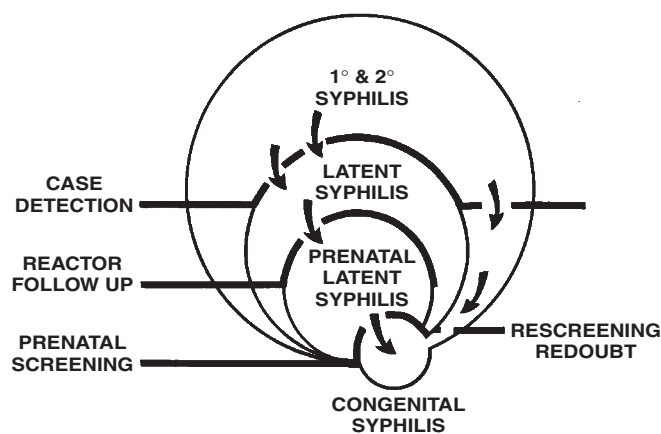 1° & 2°
SYPHILIS
LATENT
SYPHILIS
CASE
DETECTION
PRENATAL
LATENT
SYPHILIS
REACTOR
FOLLOW UP
PRENATAL
SCREENING
RESCREENING
REDOUBT
CONGENITAL
SYPHILIS